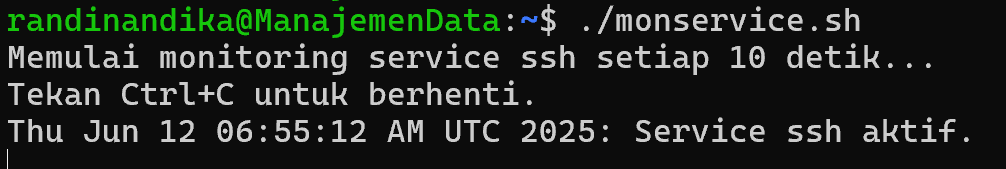 randinandika@ManajemenData:~$ ./monservice.sh
Memulai monitoring service ssh setiap 10 detik...
Tekan Ctrl+C untuk berhenti.
Thu Jun 12 06:55:12 AM UTC 2025: Service ssh aktif.